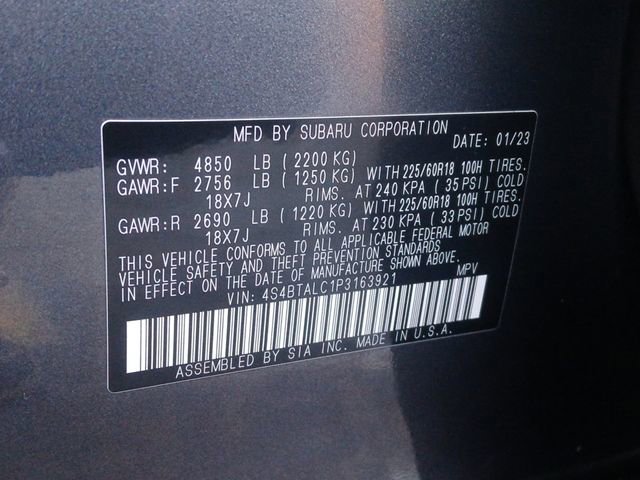 MFD BY SUBARU CORPORATION DATE: 01/23
GVWR: 4850 LB (2200 KG)
GAWR:F 2756 LB (1250 KG) WITH 225/60R18 100H TIRES.
18X7J RIMS. AT 240 KPA (35 PSI) COLD
GAWR:R 2690 LB (1220 KG) WITH 225/60R18 100H TIRES.
18X7J RIMS. AT 230 KPA (33 PSI) COLD
THIS VEHICLE CONFORMS TO ALL APPLICABLE FEDERAL MOTOR
VEHICLE SAFETY AND THEFT PREVENTION STANDARDS
IN EFFECT ON THE DATE OF MANUFACTURE SHOWN ABOVE.
VIN: 4S4BTALC1P3163921 MPV
ASSEMBLED BY SIA INC. MADE IN U.S.A.